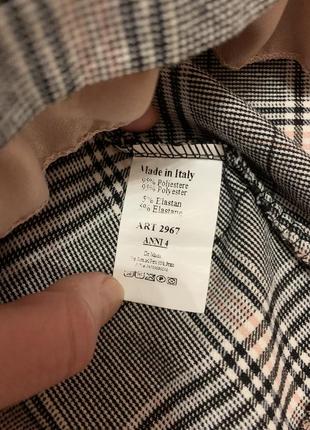 Made in Italy
95% Poliestere
95% Polyester
5% Elastan
5% Elastane
ART 2967
ANNI 4